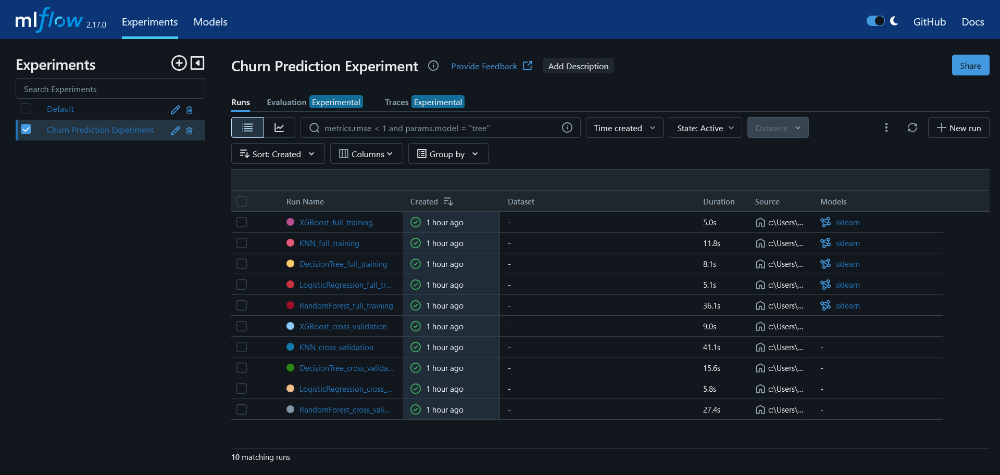 mlflow 2.17.0 Experiments Models GitHub Docs
Experiments
Search Experiments
Default
Churn Prediction Experiment
Churn Prediction Experiment Provide Feedback Add Description Share
Runs Evaluation Experimental Traces Experimental
metrics.rmse < 1 and params.model = "tree" Time created State: Active Datasets New run
Sort: Created Columns Group by
Run Name Created Dataset Duration Source Models
XGBoost_full_training 1 hour ago - 5.0s c:\Users\... sklearn
KNN_full_training 1 hour ago - 11.8s c:\Users\... sklearn
DecisionTree_full_training 1 hour ago - 8.1s c:\Users\... sklearn
LogisticRegression_full_tr... 1 hour ago - 5.1s c:\Users\... sklearn
RandomForest_full_training 1 hour ago - 36.1s c:\Users\... sklearn
XGBoost_cross_validation 1 hour ago - 9.0s c:\Users\... -
KNN_cross_validation 1 hour ago - 41.1s c:\Users\... -
DecisionTree_cross_valida... 1 hour ago - 15.6s c:\Users\... -
LogisticRegression_cross_... 1 hour ago - 5.8s c:\Users\... -
RandomForest_cross_vali... 1 hour ago - 27.4s c:\Users\... -
10 matching runs